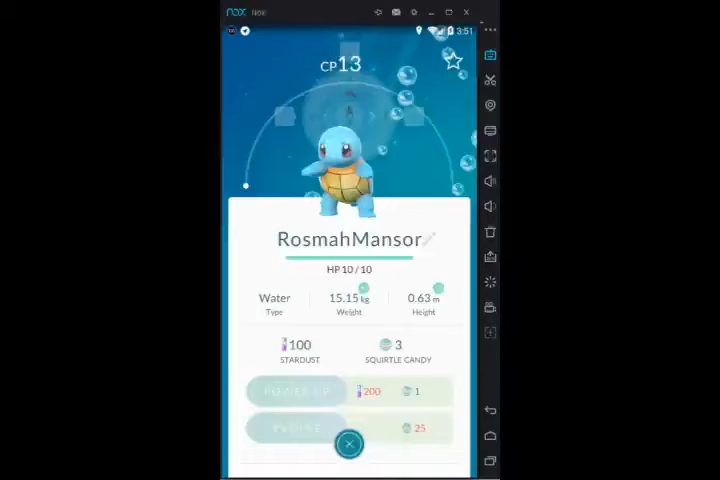 nox Nox
3:51
CP13
RosmahMansor
HP 10 / 10
Water 15.15 kg 0.63 m
Type Weight Height
100 3
STARDUST SQUIRTLE CANDY
POWER UP 200 1
EVOLVE 25